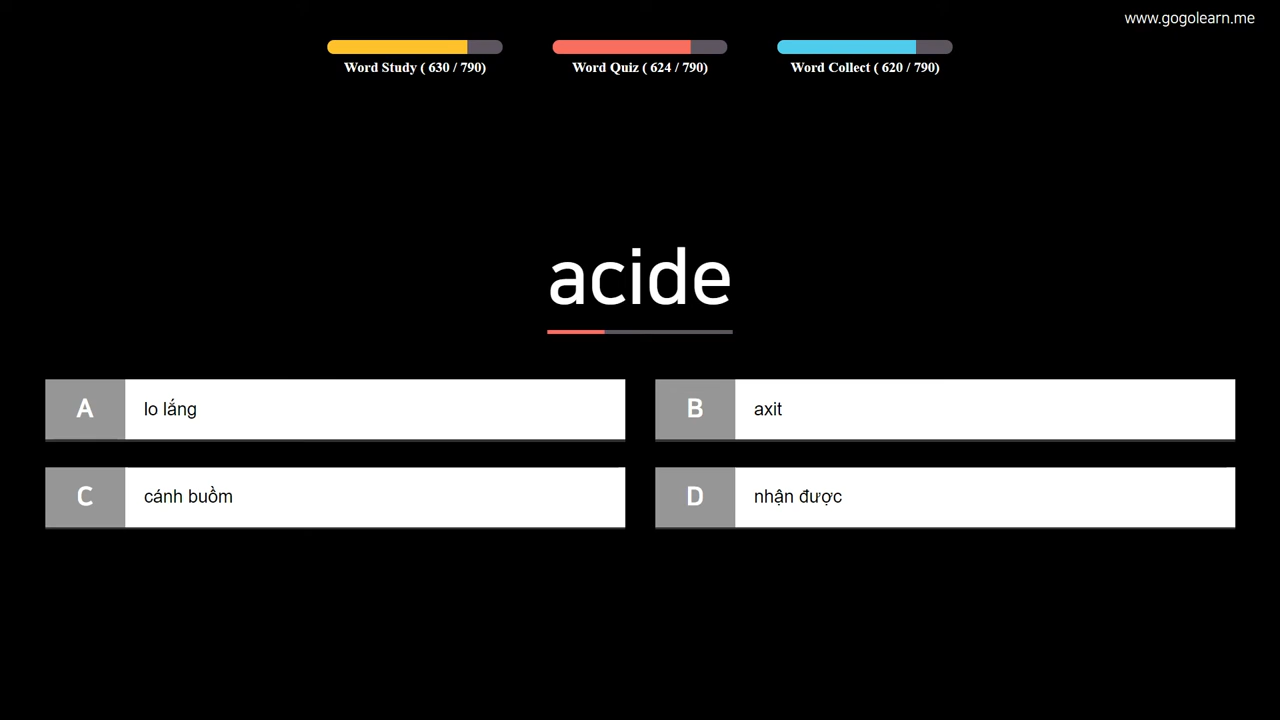 www.gogolearn.me
Word Study ( 630 / 790)
Word Quiz ( 624 / 790)
Word Collect ( 620 / 790)
acide
A lo lắng
B axit
C cánh buồm
D nhận được